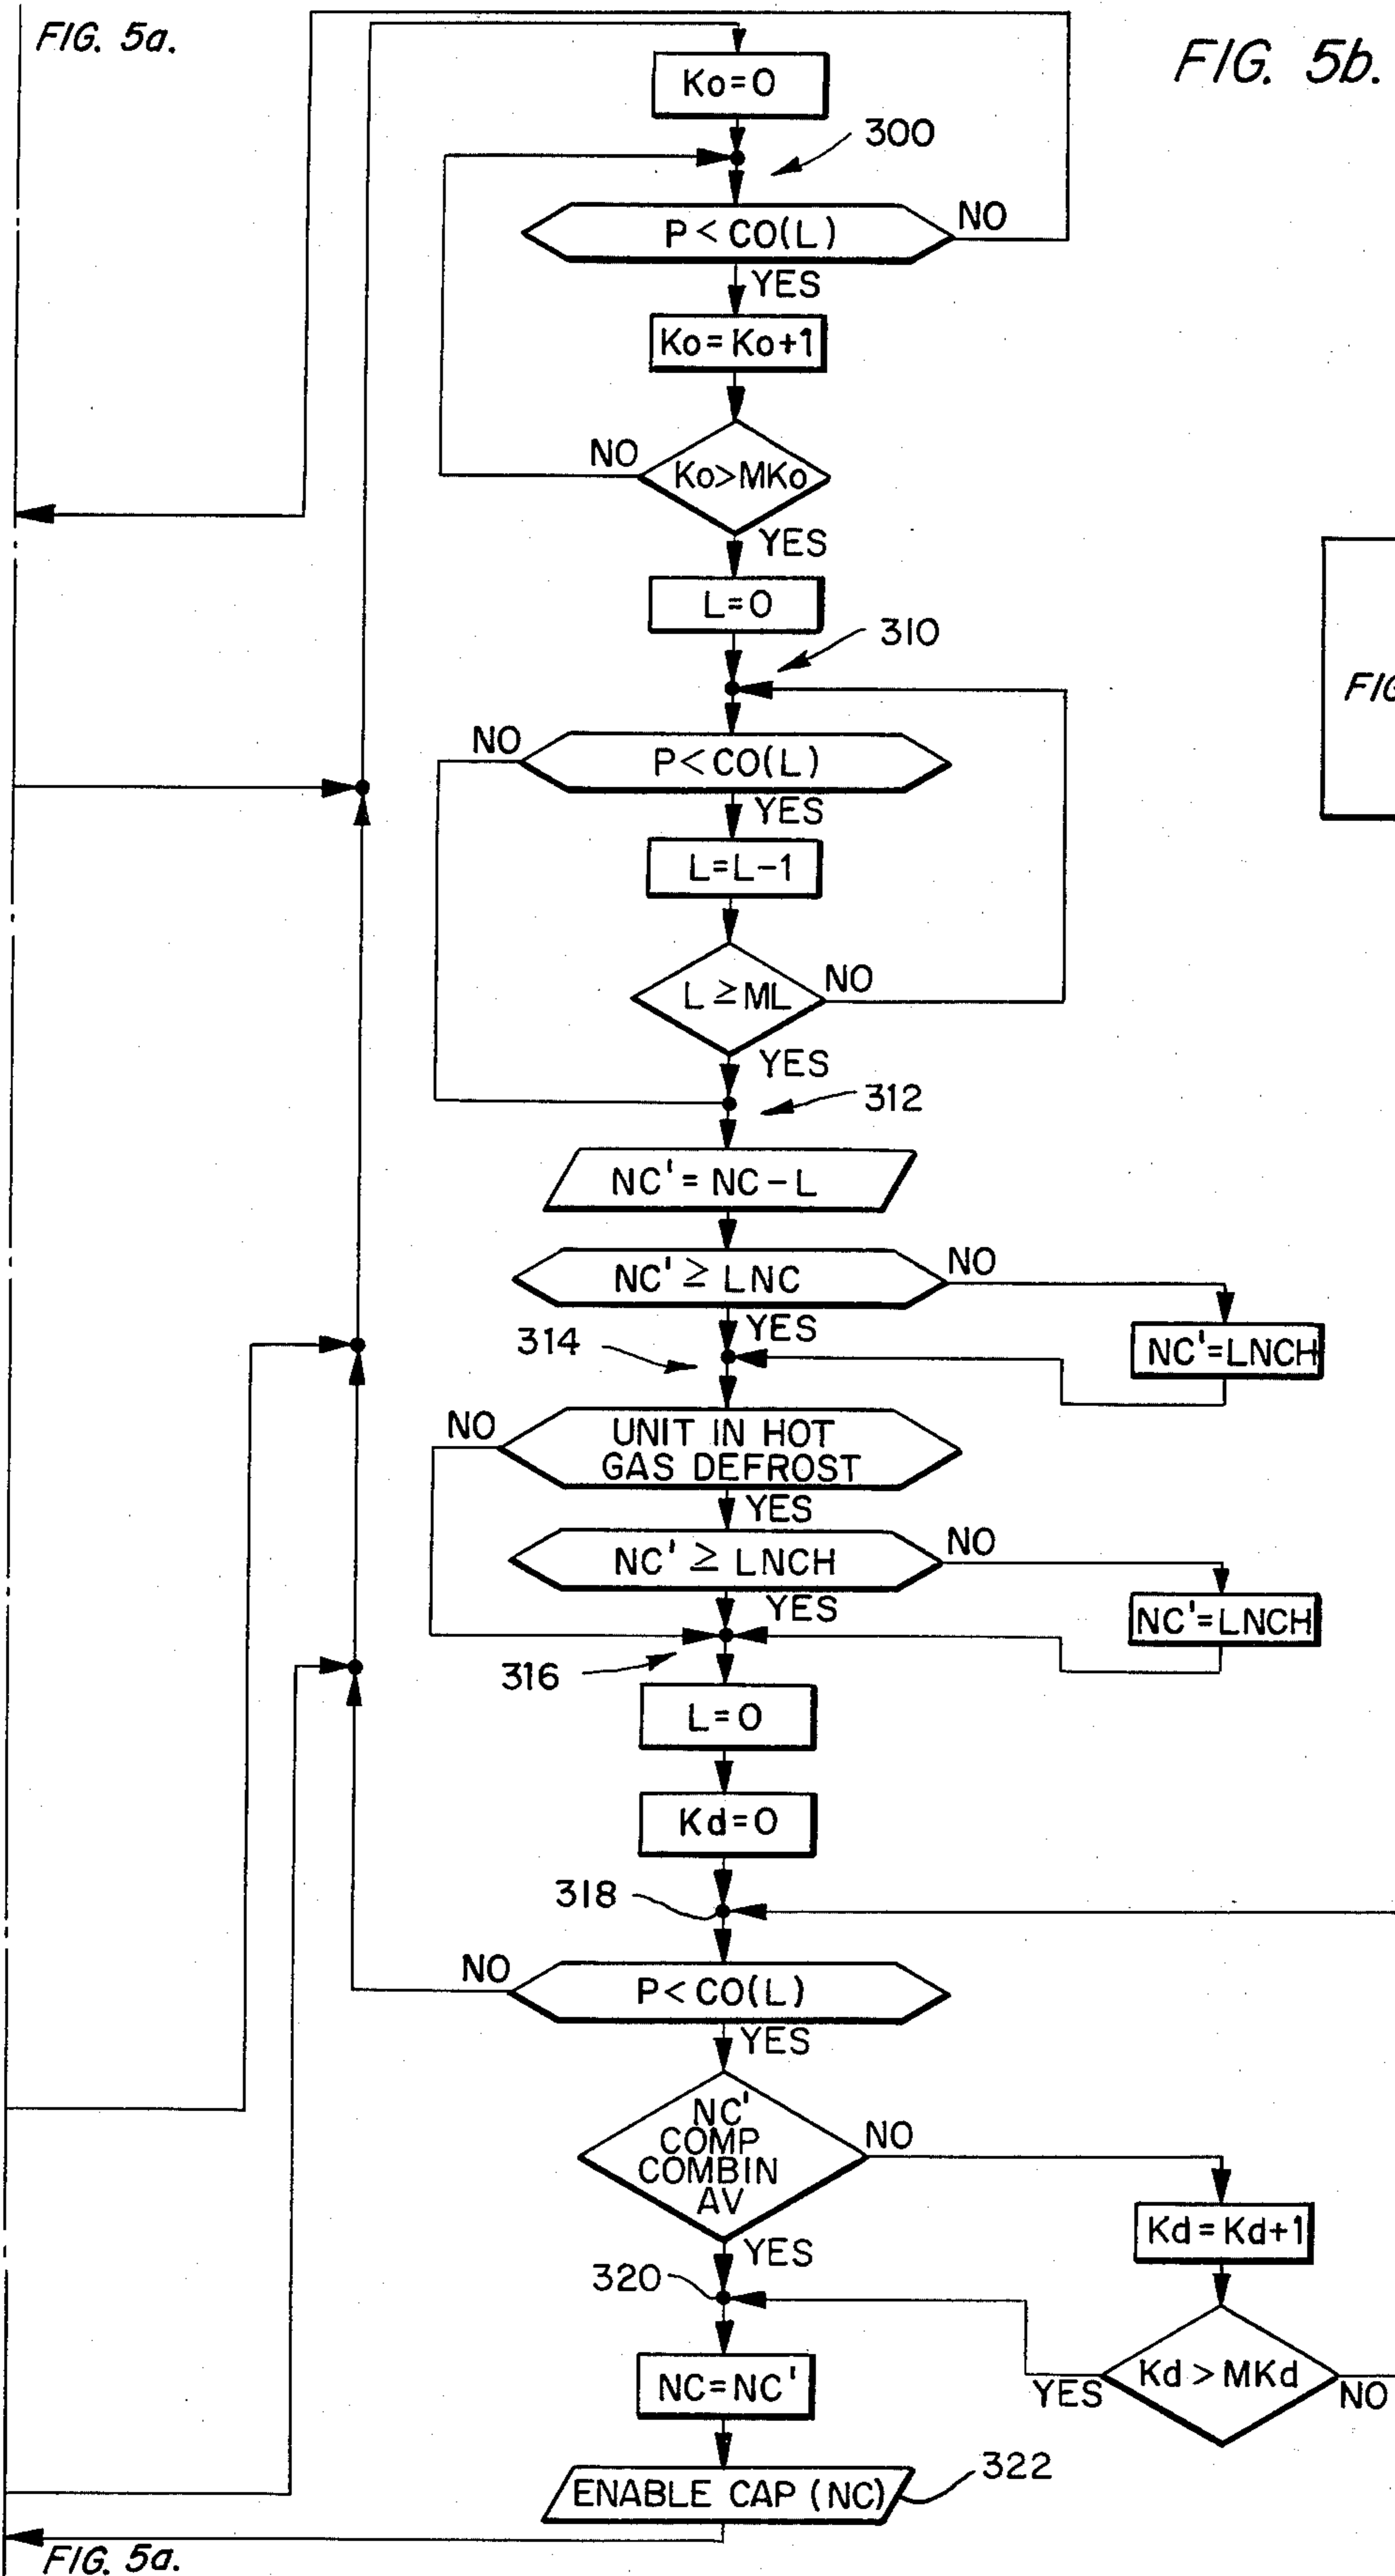 FIG. 5a.
FIG. 5b.
Ko=0
300
P<CO(L)
NO
YES
Ko=Ko+1
NO
Ko>MKo
YES
L=0
310
NO
P<CO(L)
YES
L=L-1
L≥ML
NO
YES
312
NC'=NC-L
NC'≥LNC
NO
YES
314
NC'=LNCH
NO
UNIT IN HOT
GAS DEFROST
YES
NC'≥LNCH
NO
YES
NC'=LNCH
316
L=0
Kd=0
318
NO
P<CO(L)
YES
NC'
COMP
COMBIN
AV
NO
YES
Kd=Kd+1
320
NC=NC'
Kd>MKd
YES
NO
ENABLE CAP (NC)
322
FIG. 5a.